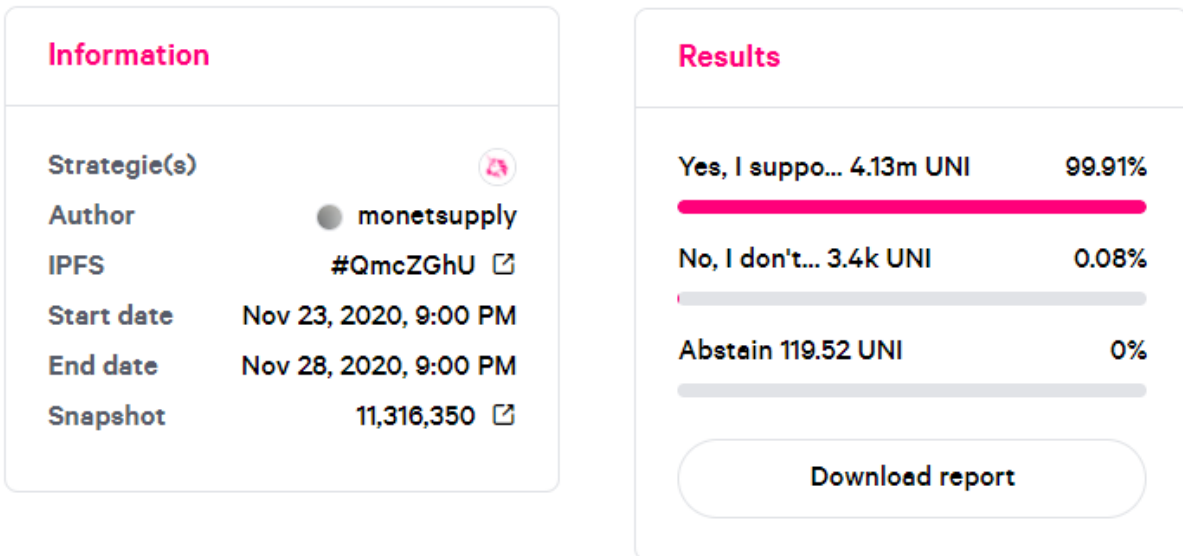 Information
Strategie(s)
Author monetsupply
IPFS #QmcZGhU
Start date Nov 23, 2020, 9:00 PM
End date Nov 28, 2020, 9:00 PM
Snapshot 11,316,350
Results
Yes, I suppo... 4.13m UNI 99.91%
No, I don't... 3.4k UNI 0.08%
Abstain 119.52 UNI 0%
Download report